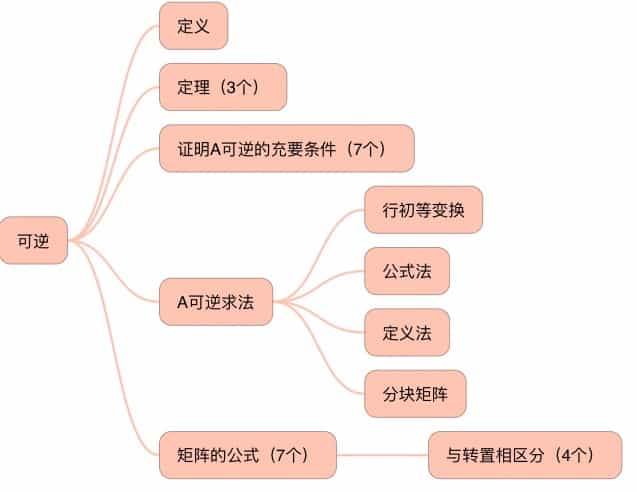 定义
定理（3个）
证明A可逆的充要条件（7个）
行初等变换
可逆
公式法
A可逆求法
定义法
分块矩阵
矩阵的公式（7个）
与转置相区分（4个）